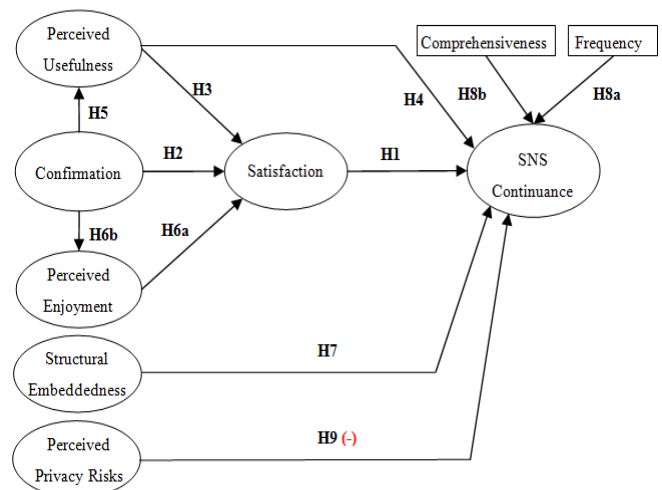 Perceived
Usefulness
Comprehensiveness
Frequency
H3
H4
H8b
H8a
H5
Confirmation
H2
Satisfaction
H1
SNS
Continuance
H6b
H6a
Perceived
Enjoyment
Structural
Embeddedness
H7
Perceived
Privacy Risks
H9 (-)